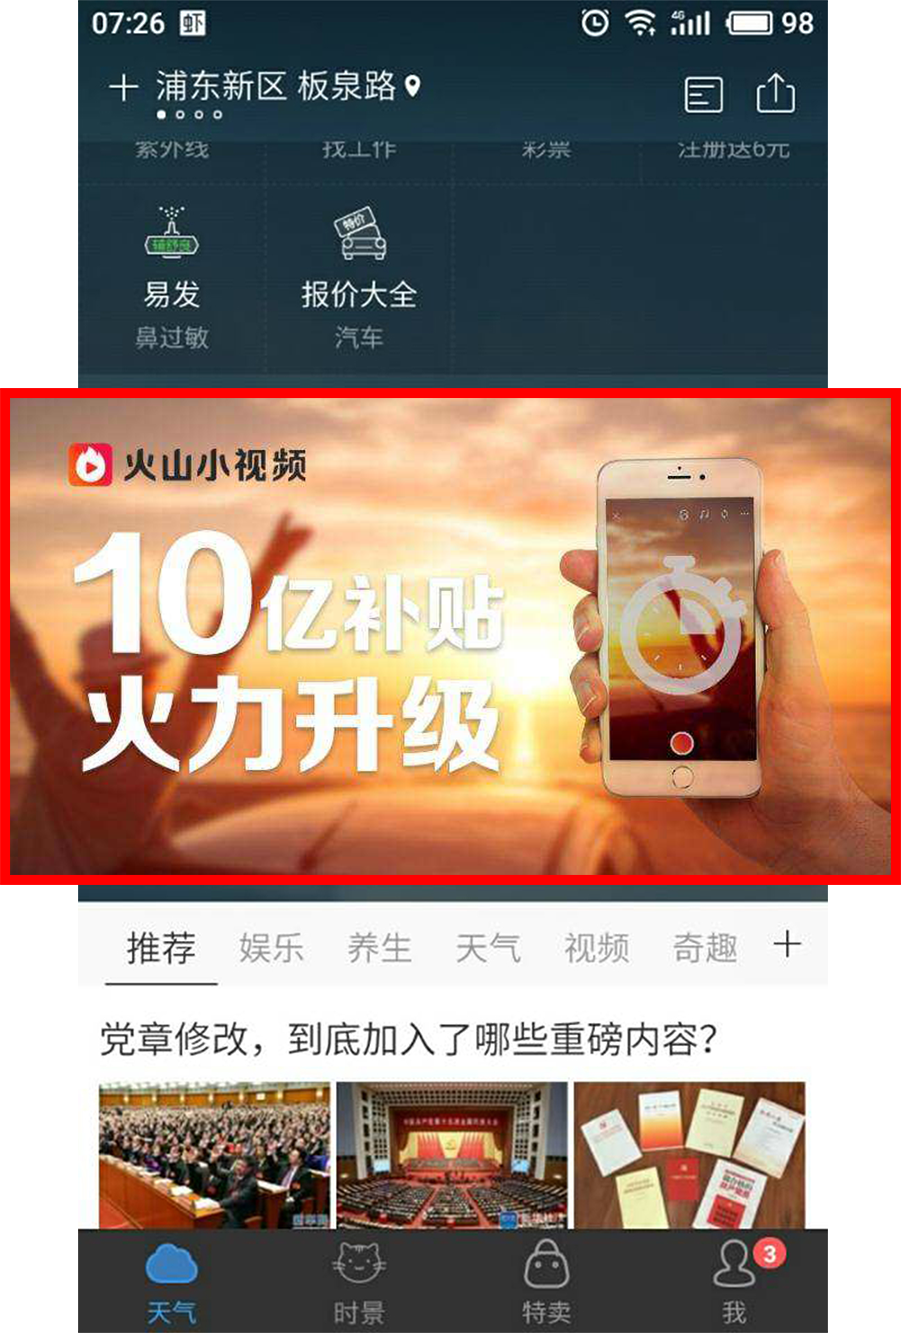 07:26 虾 4G 98
浦东新区 板泉路
紫外线 找工作 彩票 注册送6元
辅舒良 特价
易发 报价大全
鼻过敏 汽车
火山小视频
10亿补贴
火力升级
推荐 娱乐 养生 天气 视频 奇趣
党章修改，到底加入了哪些重磅内容？
3
天气 时景 特卖 我